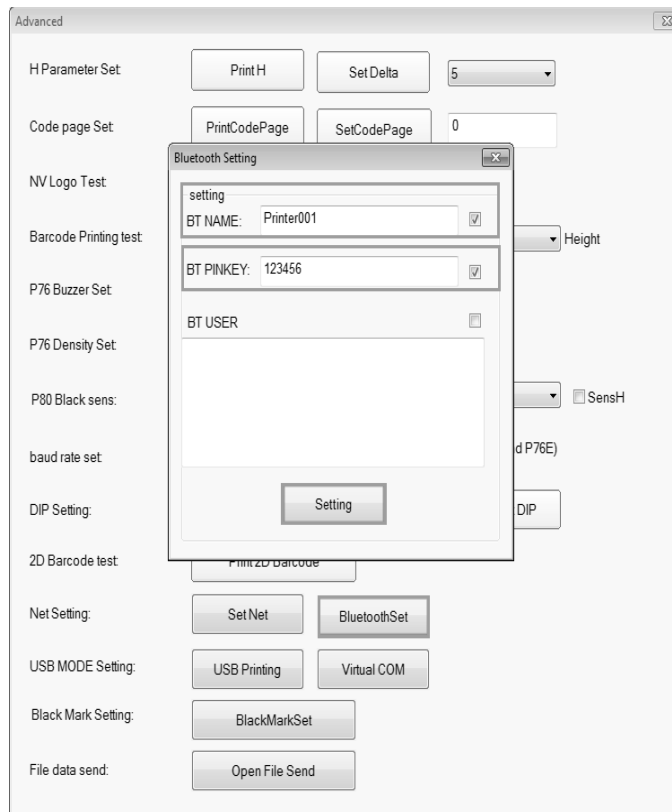 Advanced
H Parameter Set: Print H Set Delta 5
Code page Set: PrintCodePage SetCodePage 0
Bluetooth Setting
NV Logo Test:
setting
BT NAME: Printer001
Barcode Printing test: Height
BT PINKEY: 123456
P76 Buzzer Set:
BT USER
P76 Density Set:
P80 Black sens: SensH
baud rate set: d P76E)
DIP Setting: Setting DIP
2D Barcode test: Print 2D Barcode
Net Setting: Set Net BluetoothSet
USB MODE Setting: USB Printing Virtual COM
Black Mark Setting: BlackMarkSet
File data send: Open File Send